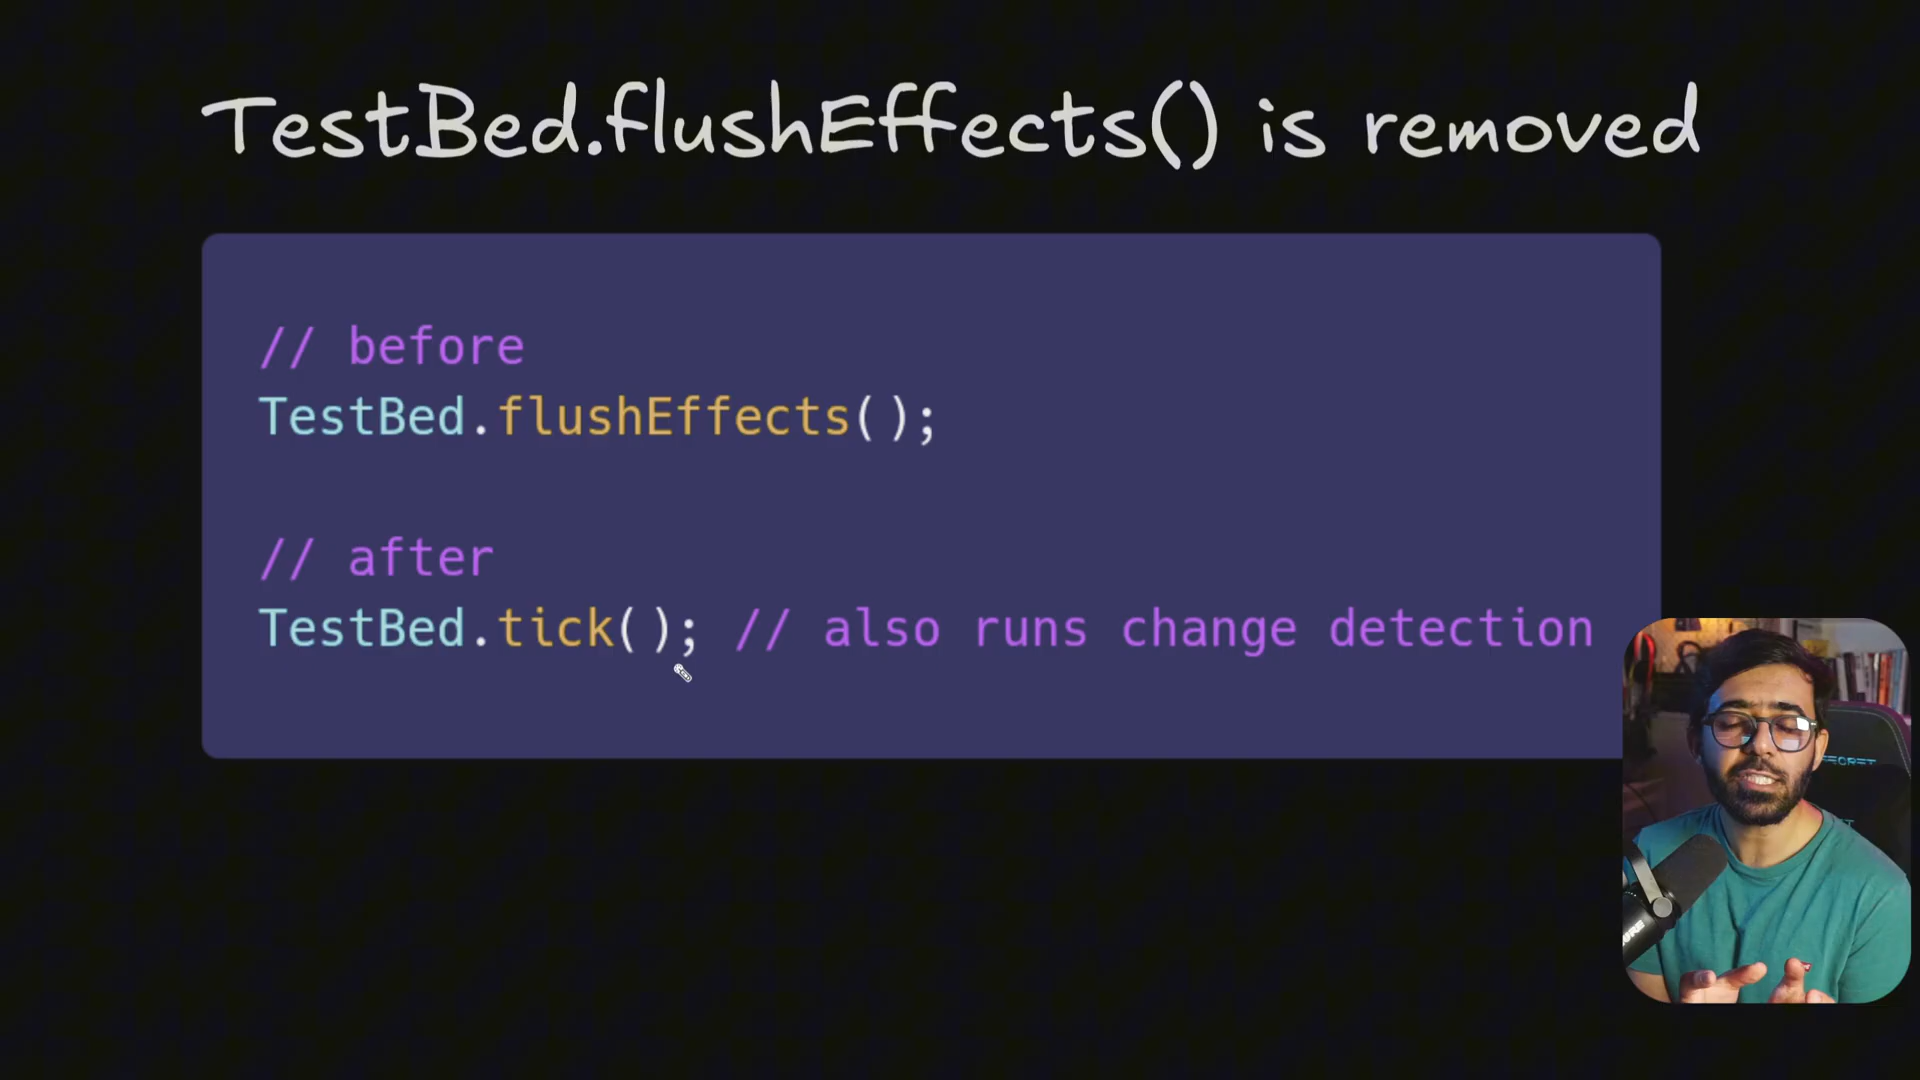 TestBed.flushEffects() is removed
// before
TestBed.flushEffects();
// after
TestBed.tick(); // also runs change detection